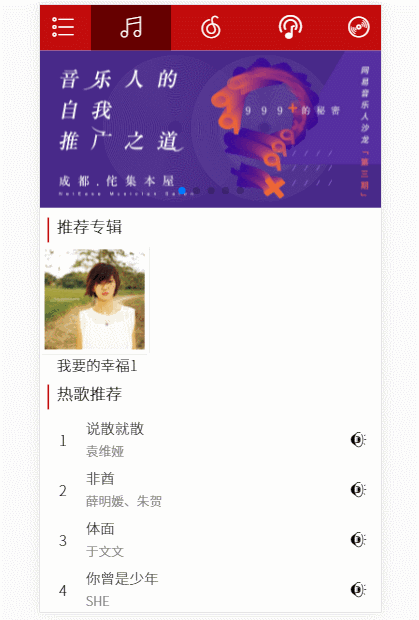 音乐人的
自我
推广之道
成都.侘集本屋
NetEase Musician Salon
999+的秘密
网易音乐人沙龙「第三期」
推荐专辑
我要的幸福1
热歌推荐
1
说散就散
袁维娅
2
非酋
薛明媛、朱贺
3
体面
于文文
4
你曾是少年
SHE